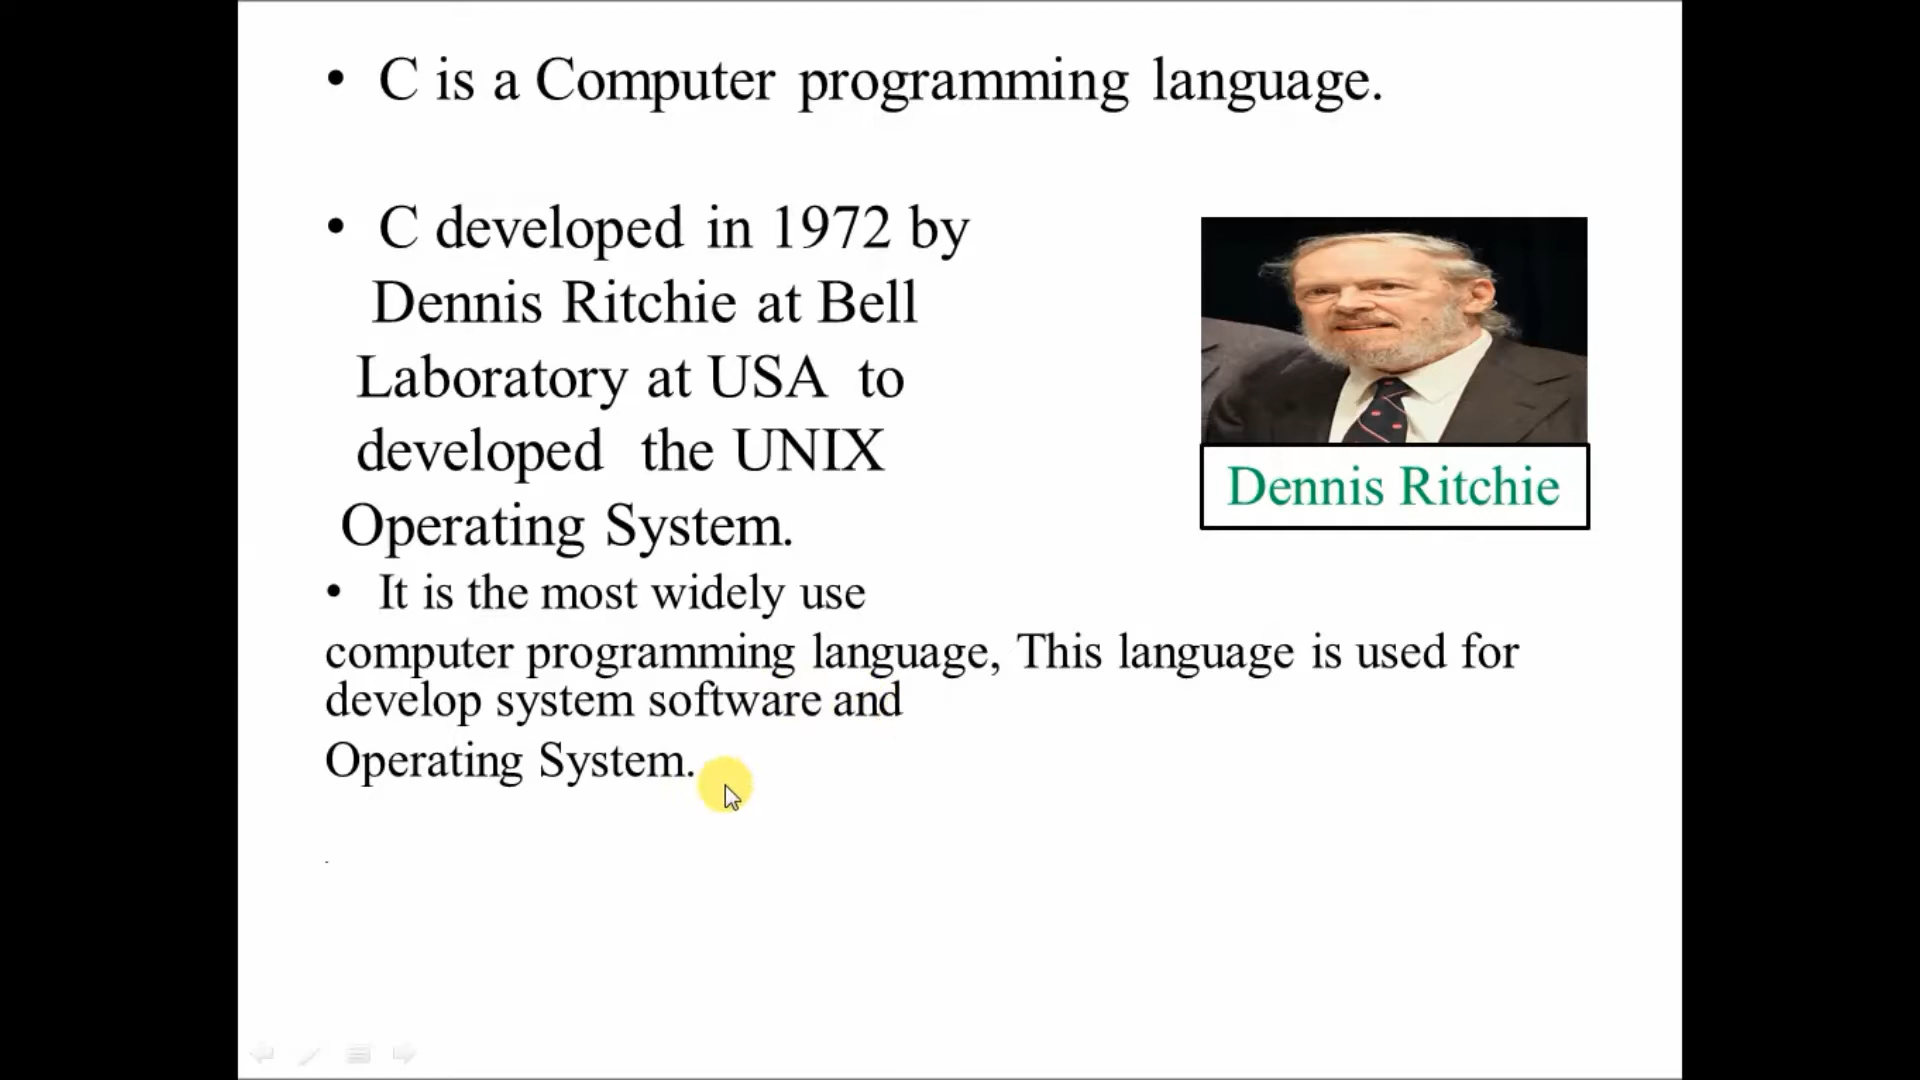 • C is a Computer programming language.
• C developed in 1972 by
Dennis Ritchie at Bell
Laboratory at USA to
developed the UNIX
Operating System.
Dennis Ritchie
• It is the most widely use
computer programming language, This language is used for
develop system software and
Operating System.
.